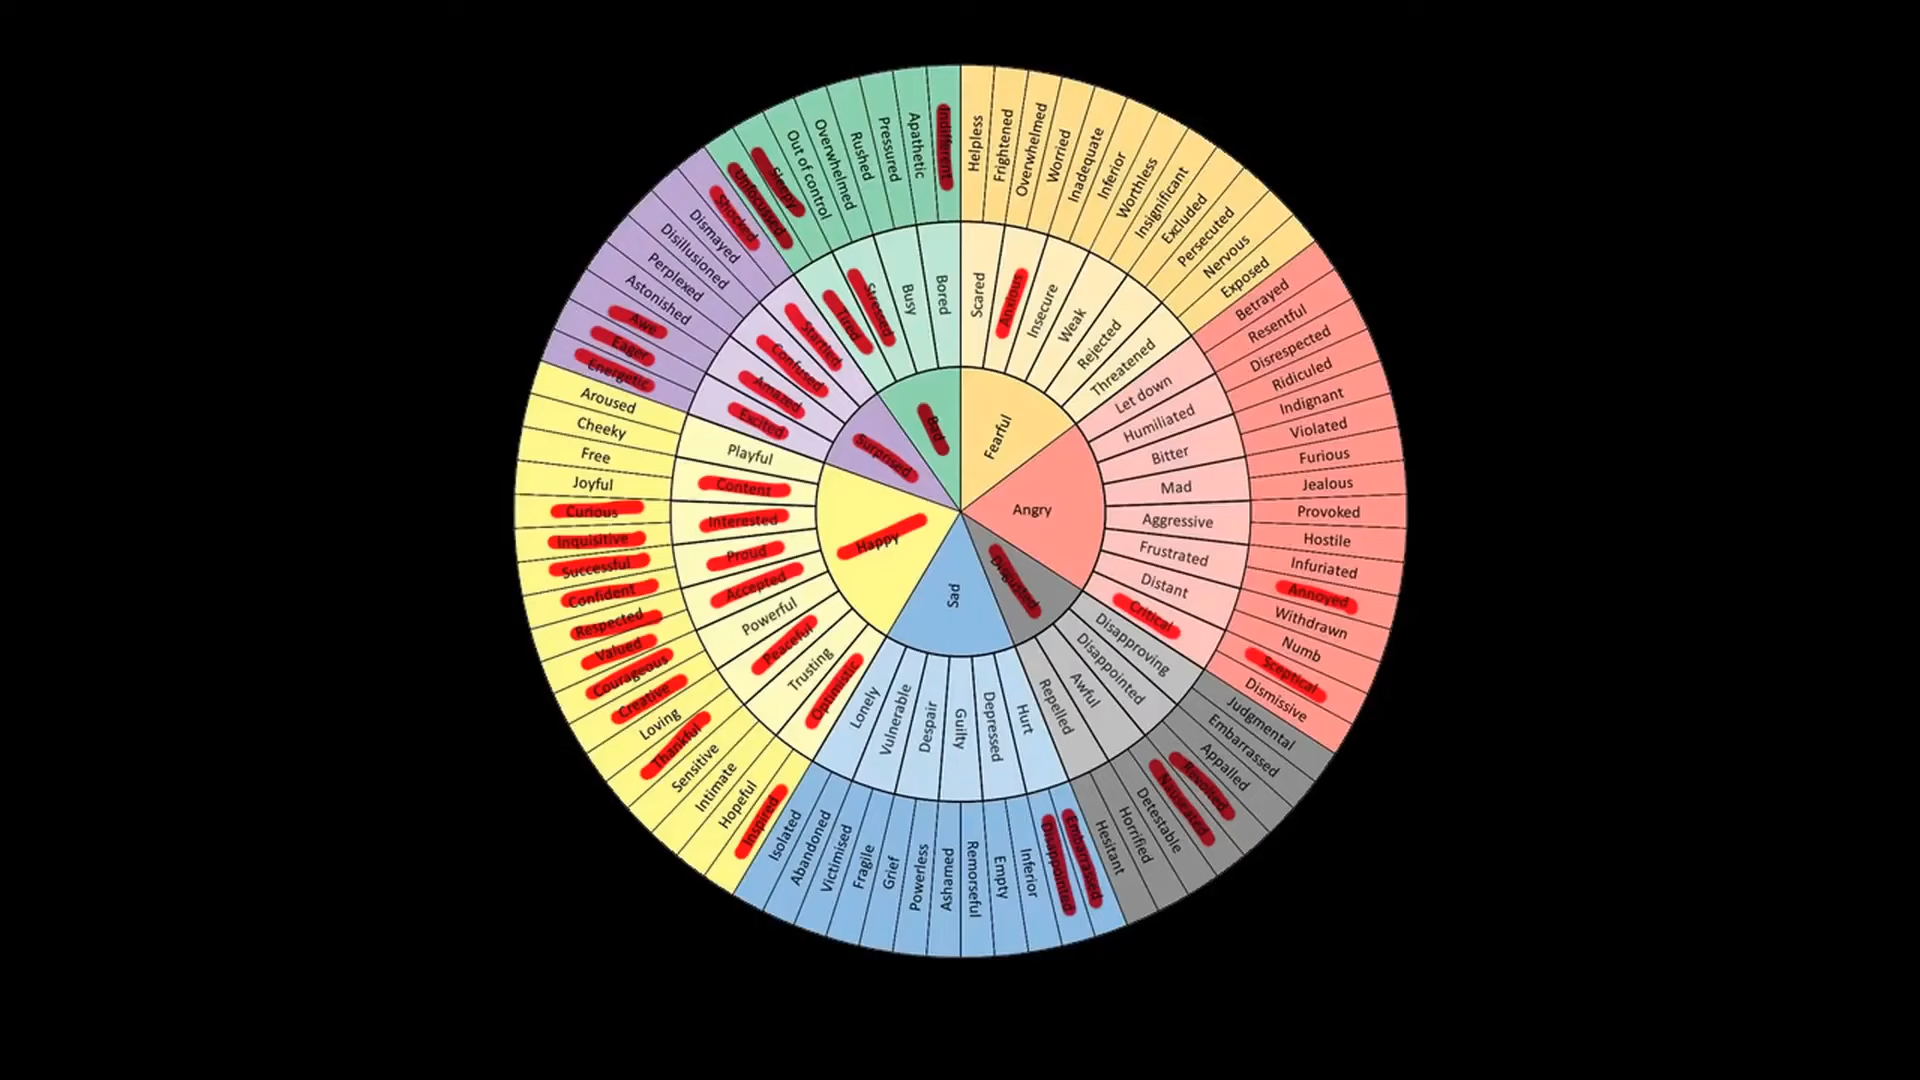 Fearful
Angry
Disgusted
Sad
Happy
Surprised
Bad
Scared
Anxious
Insecure
Weak
Rejected
Threatened
Let down
Humiliated
Bitter
Mad
Aggressive
Frustrated
Distant
Critical
Disapproving
Disappointed
Awful
Repelled
Hurt
Depressed
Guilty
Despair
Vulnerable
Lonely
Optimistic
Trusting
Peaceful
Powerful
Accepted
Proud
Interested
Content
Playful
Excited
Amazed
Confused
Startled
Tired
Stressed
Busy
Bored
Helpless
Frightened
Overwhelmed
Worried
Inadequate
Inferior
Worthless
Insignificant
Excluded
Persecuted
Nervous
Exposed
Betrayed
Resentful
Disrespected
Ridiculed
Indignant
Violated
Furious
Jealous
Provoked
Hostile
Infuriated
Annoyed
Withdrawn
Numb
Sceptical
Dismissive
Judgmental
Embarrassed
Appalled
Revolted
Nauseated
Detestable
Horrified
Hesitant
Embarrassed
Disappointed
Inferior
Empty
Remorseful
Ashamed
Powerless
Grief
Fragile
Victimised
Abandoned
Isolated
Inspired
Hopeful
Intimate
Sensitive
Thankful
Loving
Creative
Courageous
Valued
Respected
Confident
Successful
Inquisitive
Curious
Joyful
Free
Cheeky
Aroused
Energetic
Eager
Awe
Astonished
Perplexed
Disillusioned
Dismayed
Shocked
Unfocussed
Sleepy
Out of control
Overwhelmed
Rushed
Pressured
Apathetic
Indifferent